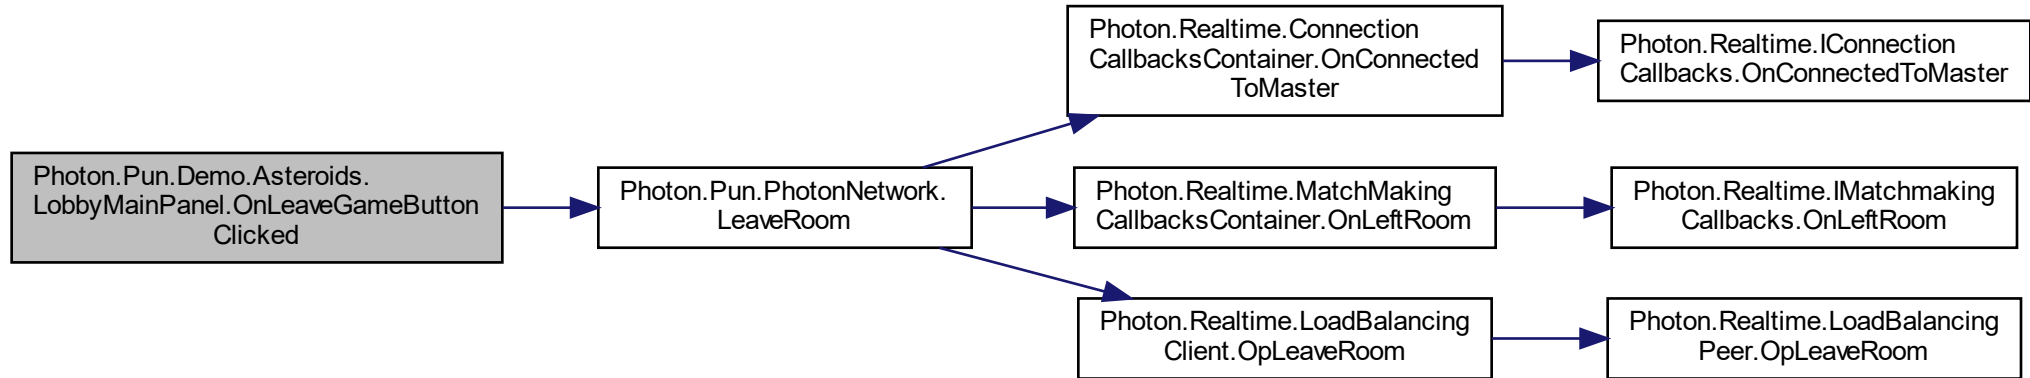 Photon.Pun.Demo.Asteroids.
LobbyMainPanel.OnLeaveGameButton
Clicked
Photon.Pun.PhotonNetwork.
LeaveRoom
Photon.Realtime.Connection
CallbacksContainer.OnConnected
ToMaster
Photon.Realtime.IConnection
Callbacks.OnConnectedToMaster
Photon.Realtime.MatchMaking
CallbacksContainer.OnLeftRoom
Photon.Realtime.IMatchmaking
Callbacks.OnLeftRoom
Photon.Realtime.LoadBalancing
Client.OpLeaveRoom
Photon.Realtime.LoadBalancing
Peer.OpLeaveRoom